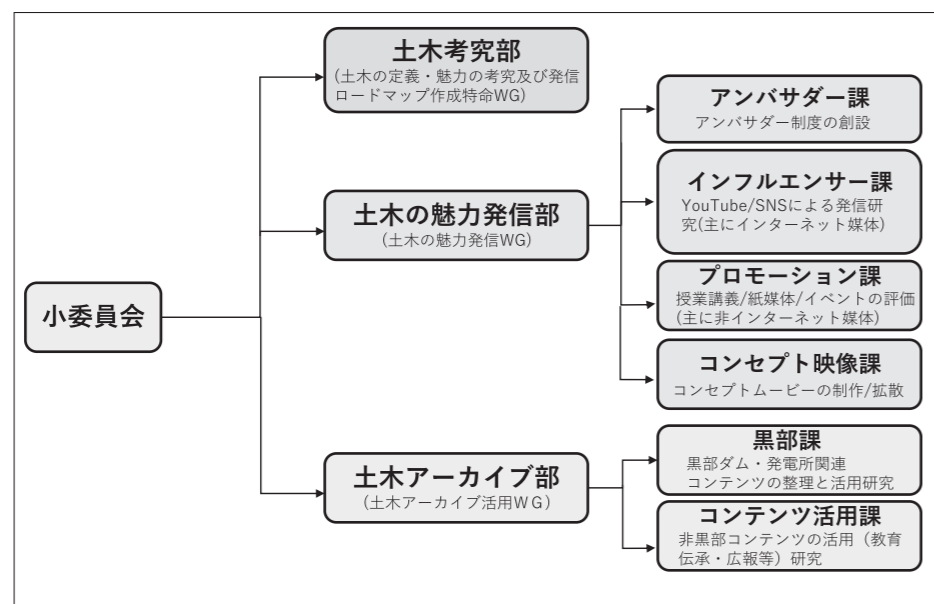 小委員会
土木考究部
(土木の定義・魅力の考究及び発信
ロードマップ作成特命WG)
土木の魅力発信部
(土木の魅力発信WG)
アンバサダー課
アンバサダー制度の創設
インフルエンサー課
YouTube/SNSによる発信研
究(主にインターネット媒体)
プロモーション課
授業講義/紙媒体/イベントの評価
(主に非インターネット媒体)
コンセプト映像課
コンセプトムービーの制作/拡散
土木アーカイブ部
(土木アーカイブ活用WG)
黒部課
黒部ダム・発電所関連
コンテンツの整理と活用研究
コンテンツ活用課
非黒部コンテンツの活用（教育
伝承・広報等）研究